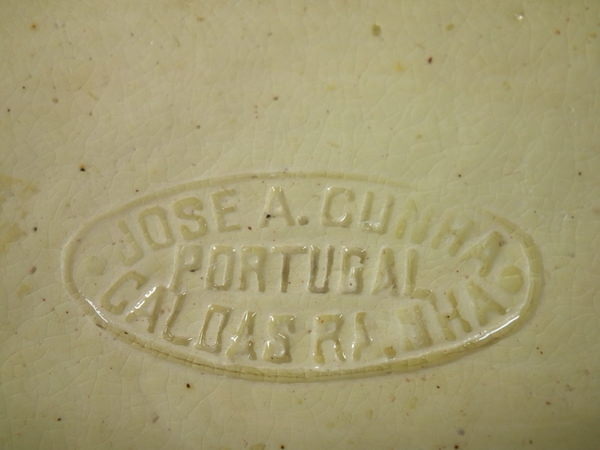 JOSE A. CUNHA
PORTUGAL
CALDAS RAINHA